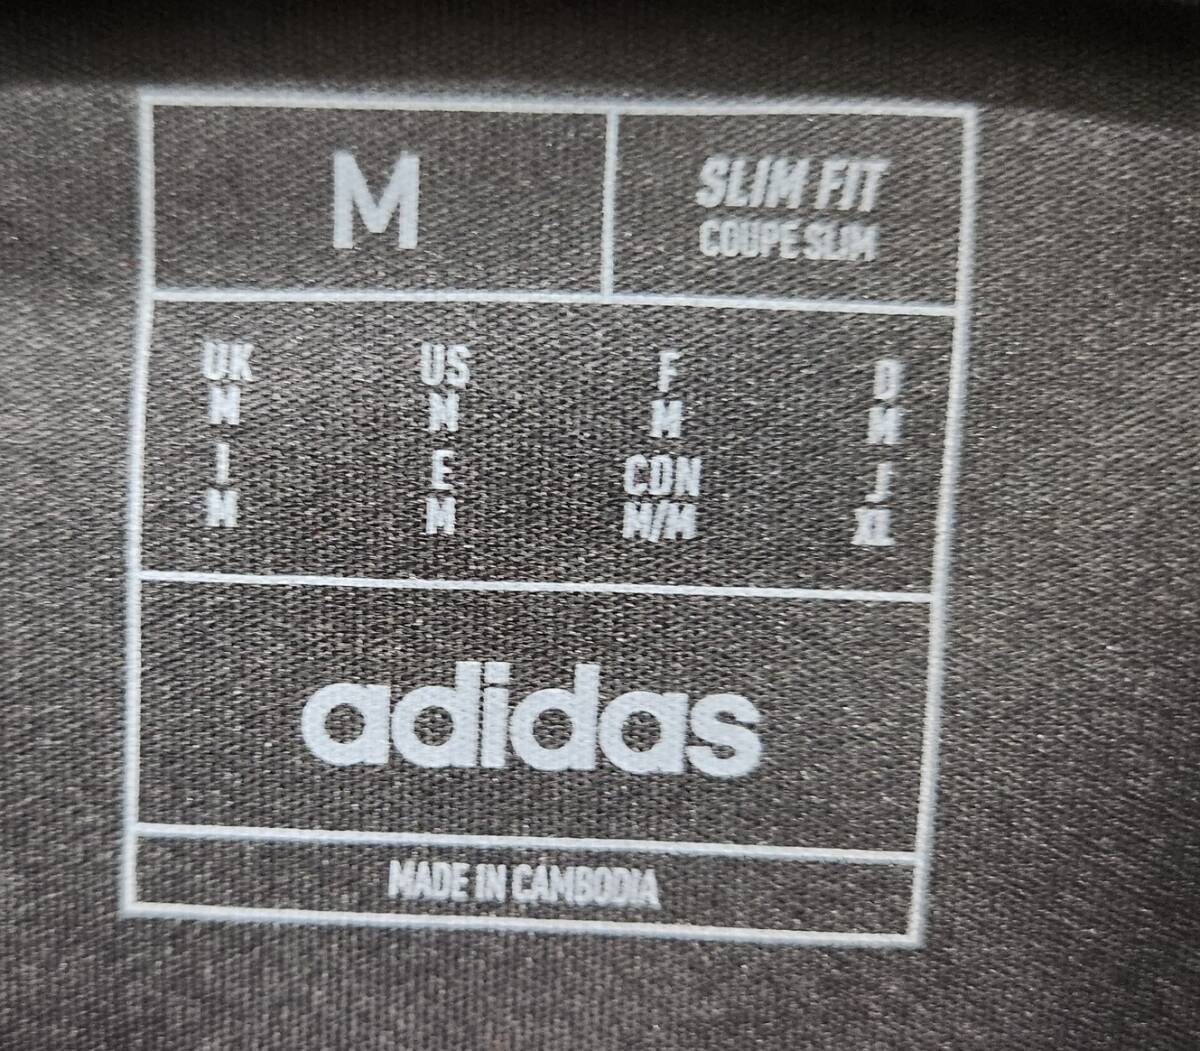 M
SLIM FIT
COUPE SLIM
UK US F D
M M M M
I E CDN J
M M M/M XL
adidas
MADE IN CAMBODIA